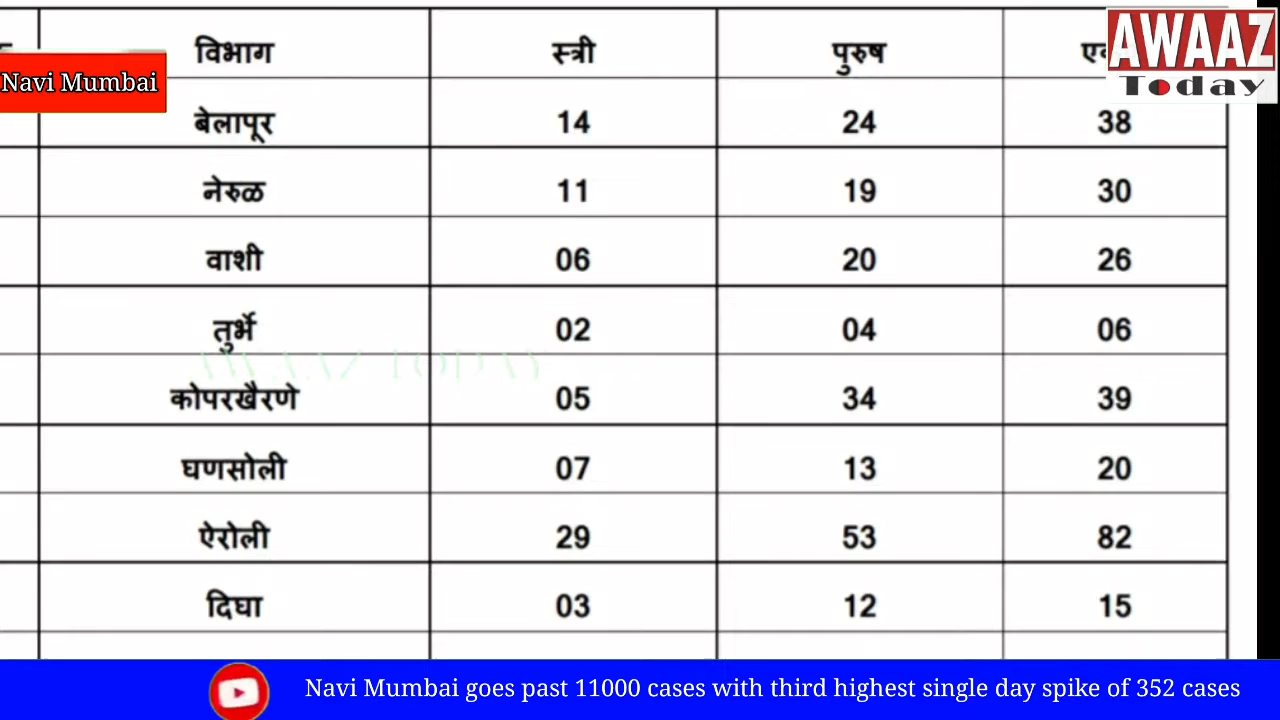 विभाग स्त्री पुरुष
AWAAZ
Today
Navi Mumbai
बेलापूर 14 24 38
नेरुळ 11 19 30
वाशी 06 20 26
तुर्भे 02 04 06
AWAAZ TODAY
कोपरखैरणे 05 34 39
घणसोली 07 13 20
ऐरोली 29 53 82
दिघा 03 12 15
Navi Mumbai goes past 11000 cases with third highest single day spike of 352 cases